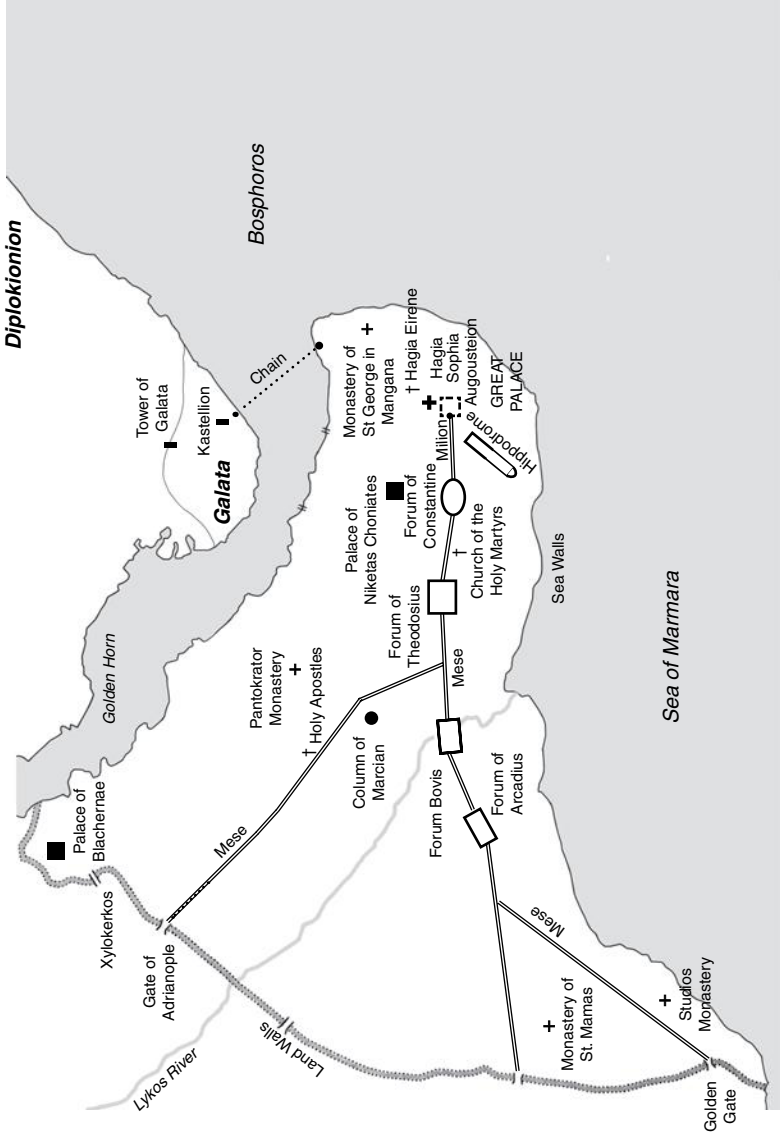 Diplokionion
Bosphoros
Tower of
Galata
Kastellion
Chain
Galata
Golden Horn
Monastery of
St George in
Mangana
† Hagia Eirene
Hagia
Sophia
Augousteion
GREAT
PALACE
Milion
Hippodrome
Palace of
Niketas Choniates
Forum of
Constantine
Church of the
Holy Martyrs
Forum of
Theodosius
Mese
Sea Walls
Sea of Marmara
Pantokrator
Monastery
† Holy Apostles
Column of
Marcian
Forum Bovis
Forum of
Arcadius
Palace of
Blachernae
Xylokerkos
Mese
Gate of
Adrianople
Lykos River
Land Walls
Mese
Monastery of
St. Mamas
Studios
Monastery
Golden
Gate